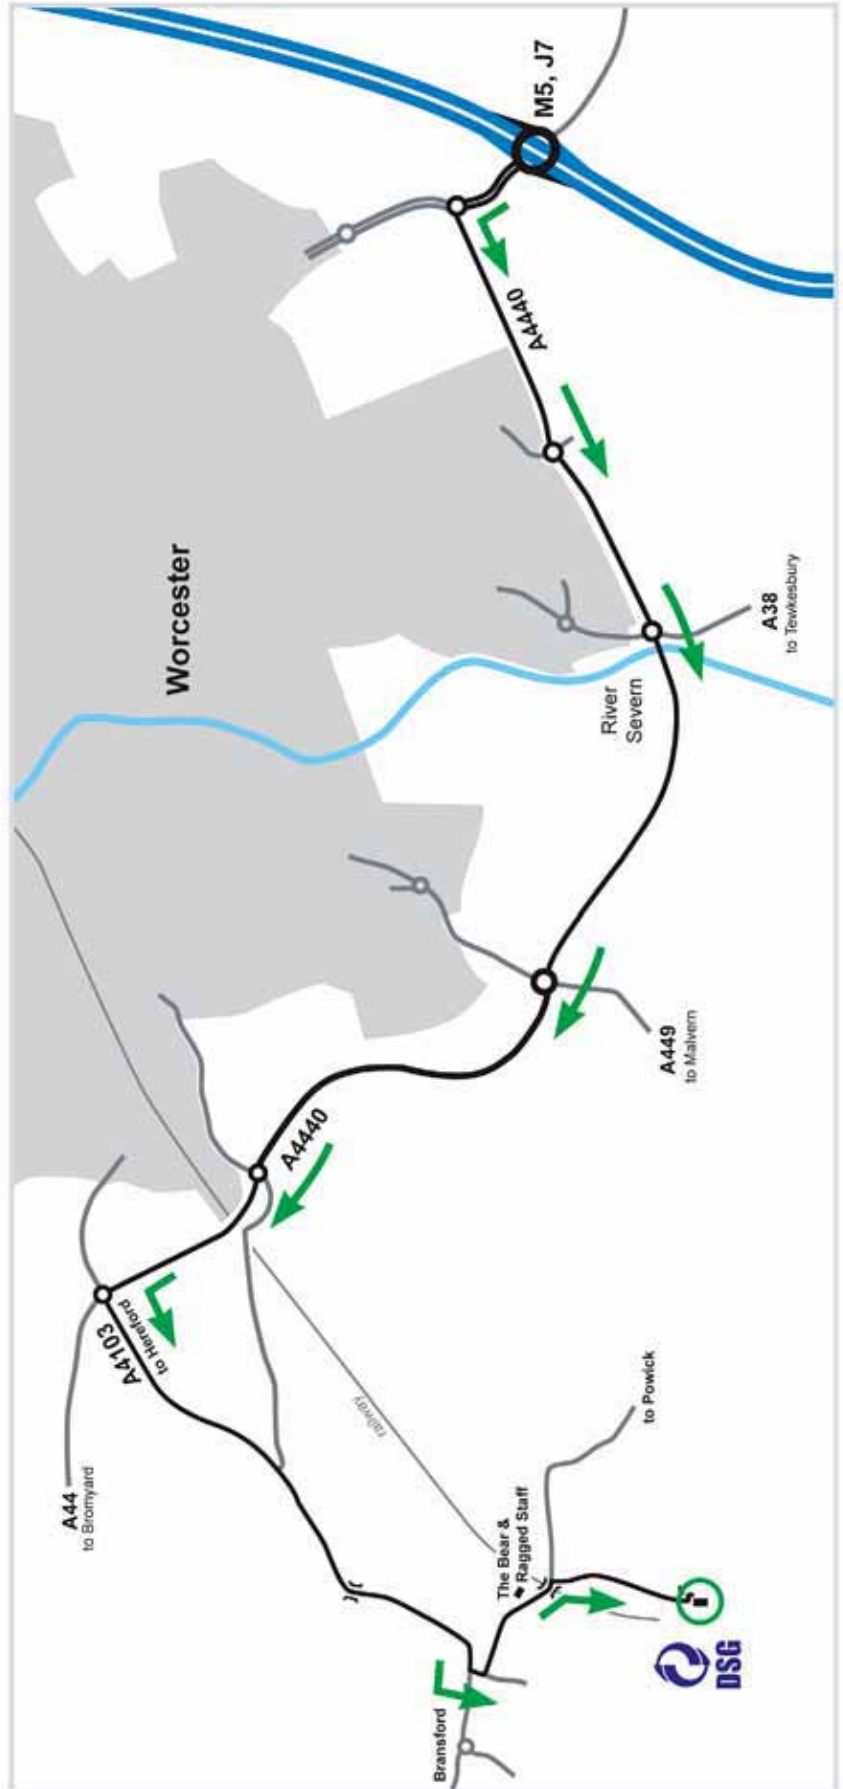 M5, J7
A4440
Worcester
A38
to Tewkesbury
River
Severn
A449
to Malvern
A4440
A4103
to Hereford
A44
to Bromyard
railway
to Powick
The Bear &
Ragged Staff
Bransford
DSG